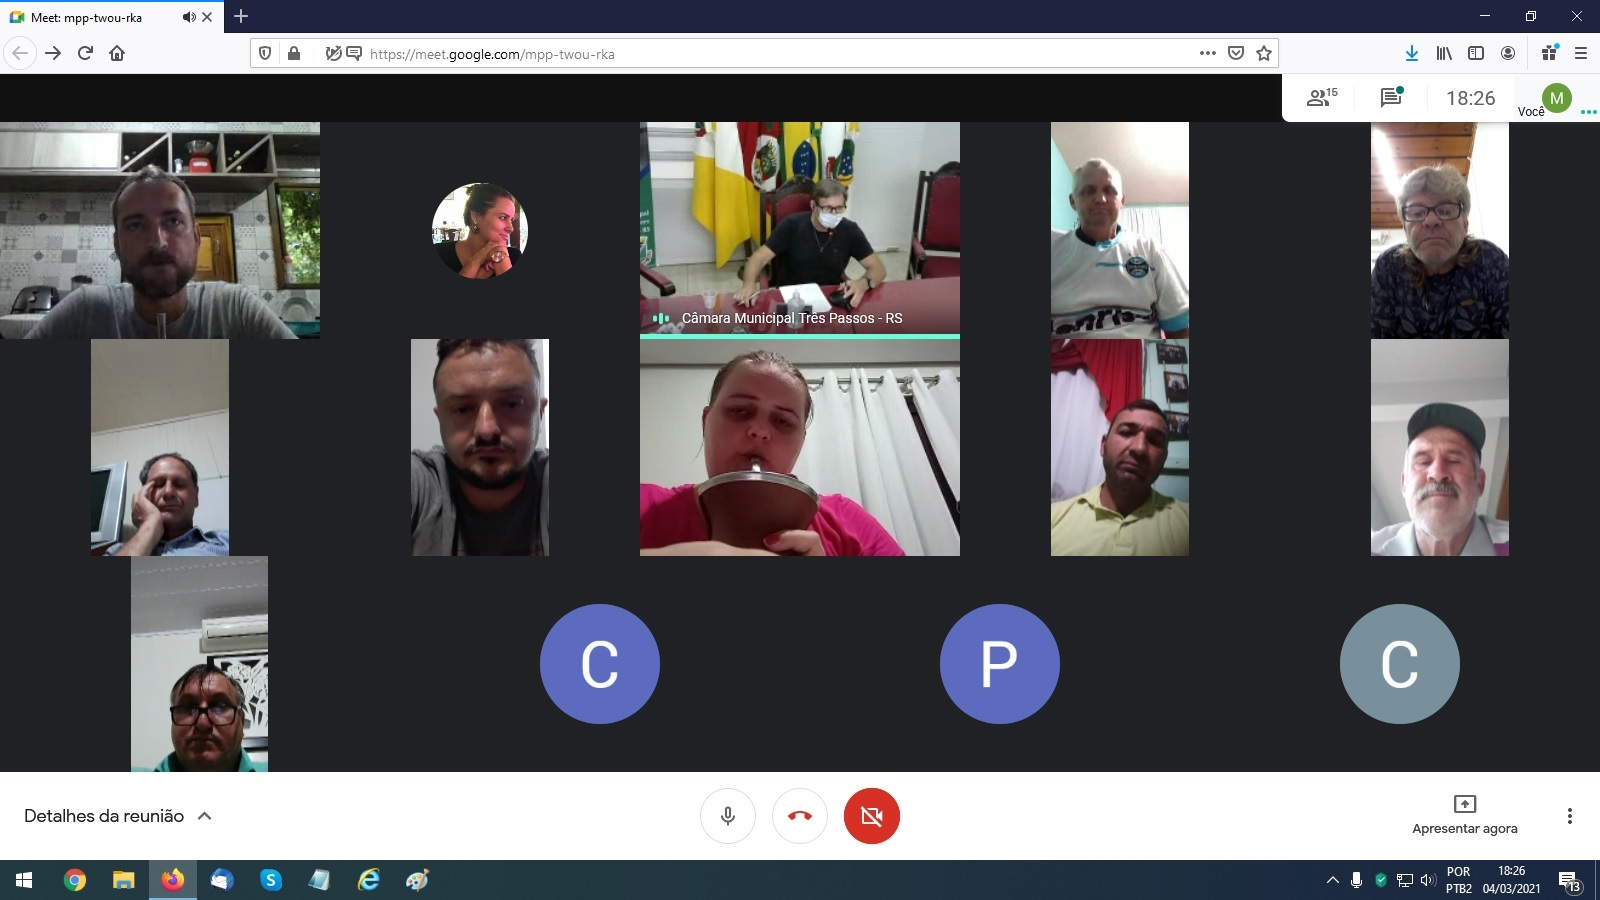 Meet: mpp-twou-rka
https://meet.google.com/mpp-twou-rka
15
18:26
Você
M
Câmara Municipal Três Passos - RS
C
P
C
Detalhes da reunião
Apresentar agora
POR
PTB2
18:26
04/03/2021
13